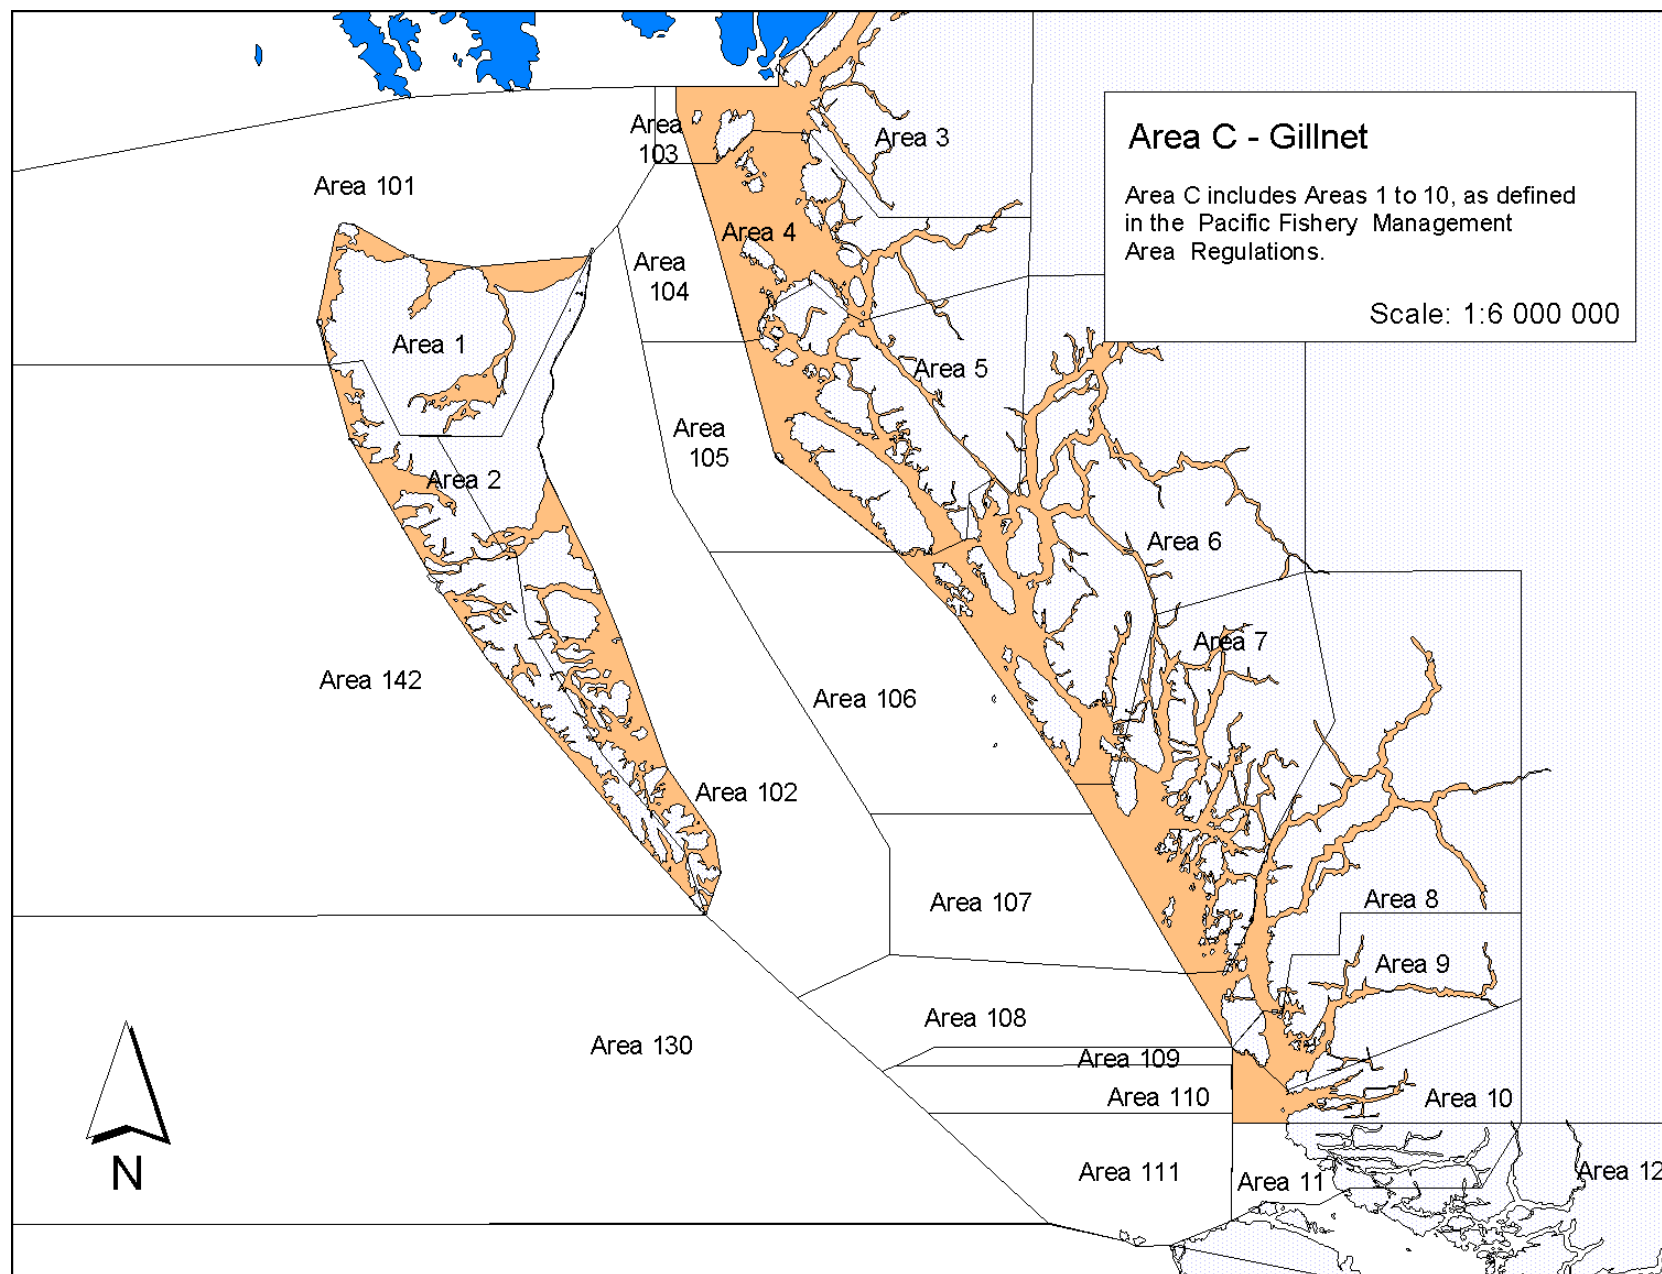 Area
103
Area 3
Area C - Gillnet
Area C includes Areas 1 to 10, as defined
in the Pacific Fishery Management
Area Regulations.
Scale: 1:6 000 000
Area 101
Area 4
Area
104
Area 1
Area 5
Area
105
Area 2
Area 6
Area 7
Area 142
Area 106
Area 102
Area 107
Area 8
Area 9
Area 108
Area 130
Area 109
Area 110
Area 10
Area 111
Area 11
Area 12
N